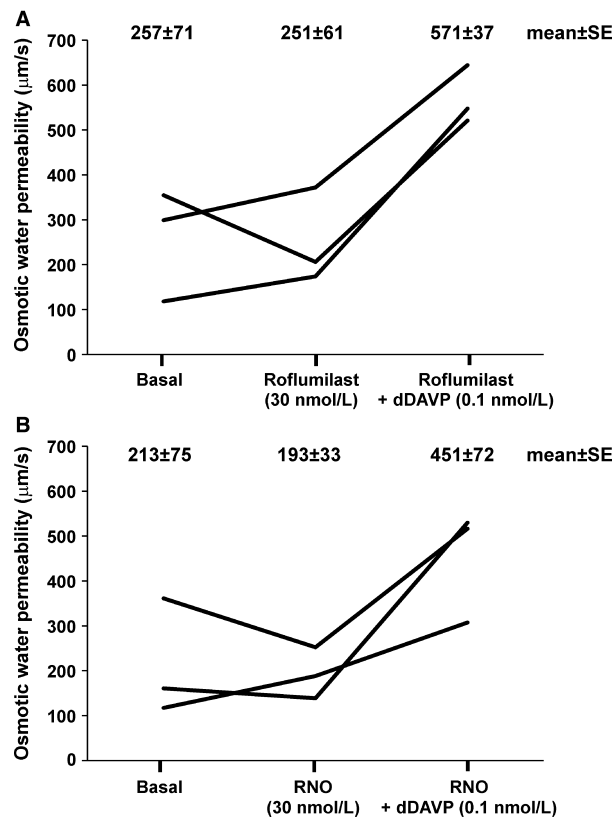 A
257±71 251±61 571±37 mean±SE
Osmotic water permeability (μm/s)
700
600
500
400
300
200
100
0
Basal Roflumilast Roflumilast
(30 nmol/L) + dDAVP (0.1 nmol/L)
B
213±75 193±33 451±72 mean±SE
Osmotic water permeability (μm/s)
700
600
500
400
300
200
100
0
Basal RNO RNO
(30 nmol/L) + dDAVP (0.1 nmol/L)